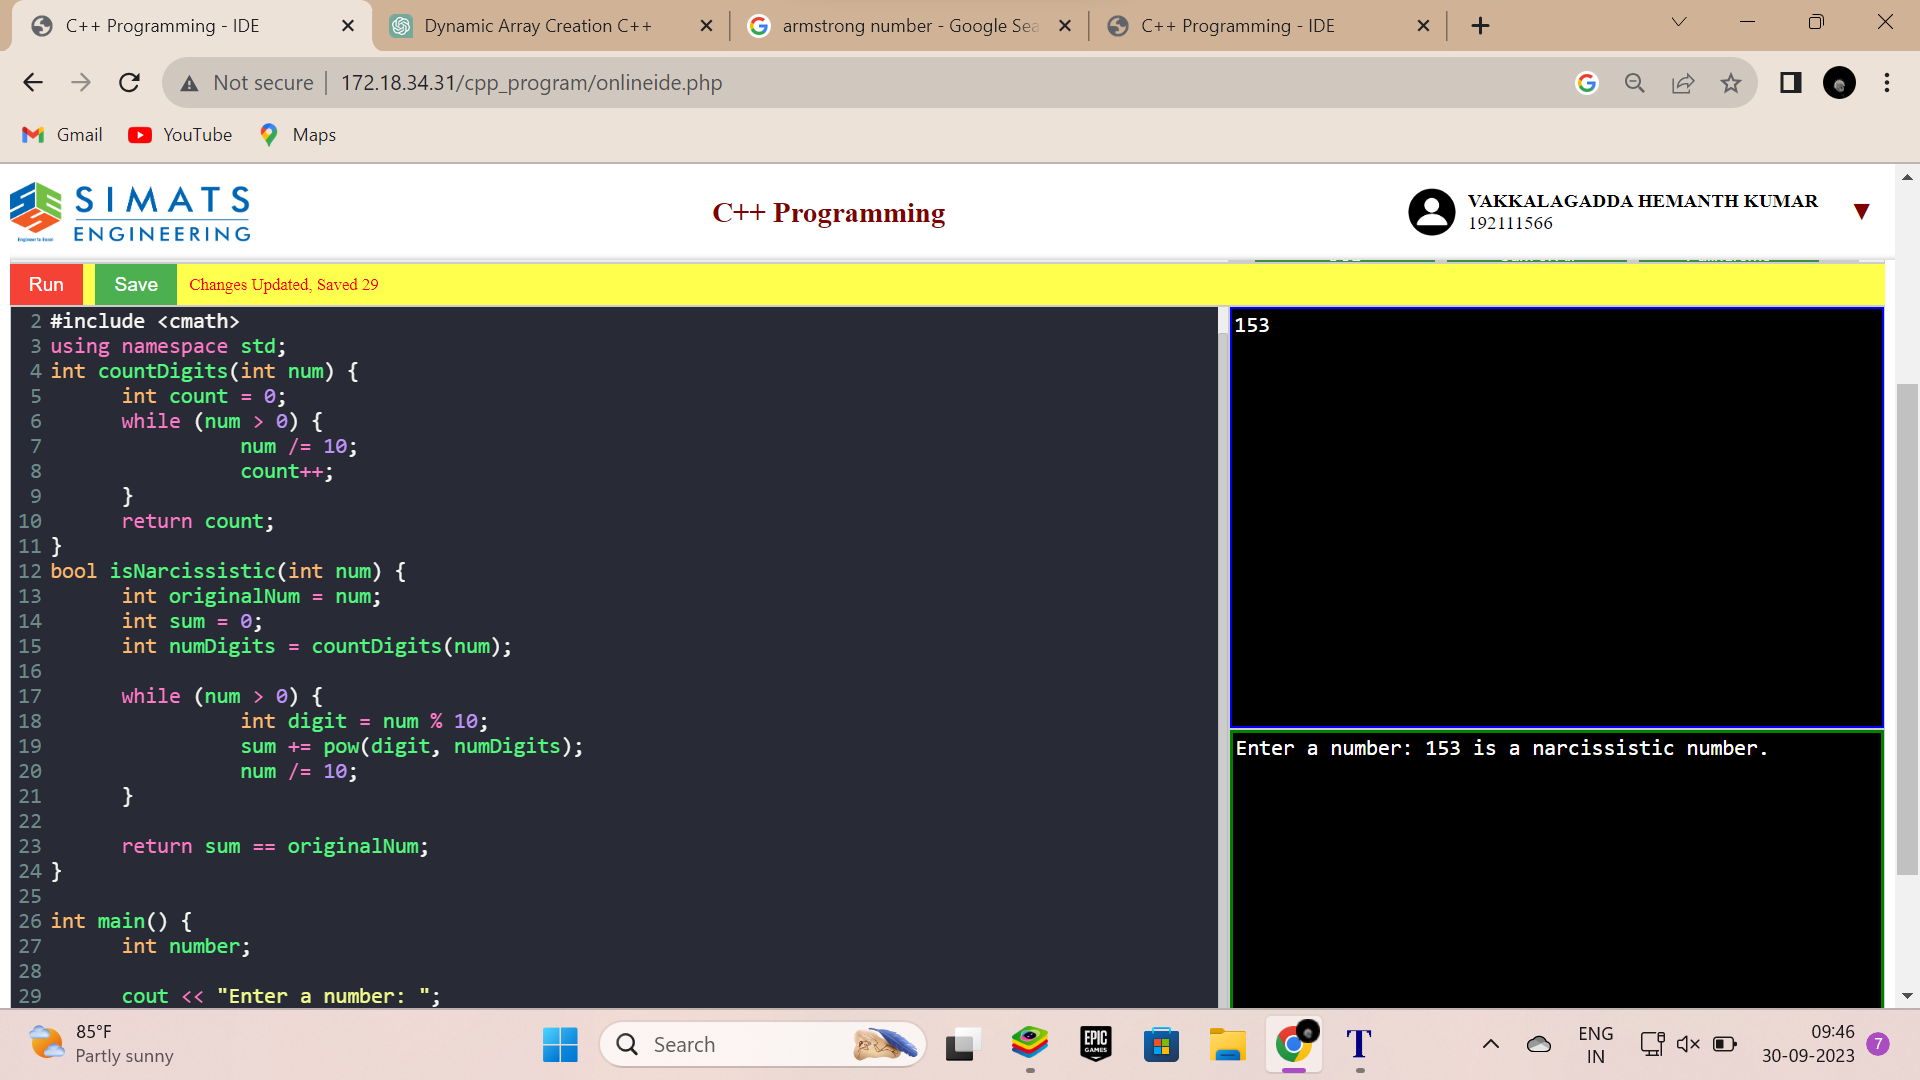 C++ Programming - IDE
Dynamic Array Creation C++
armstrong number - Google Sea
C++ Programming - IDE
Not secure
172.18.34.31/cpp_program/onlineide.php
Gmail
YouTube
Maps
SIMATS
ENGINEERING
Engineer to Excel
C++ Programming
VAKKALAGADDA HEMANTH KUMAR
192111566
Run
Save
Changes Updated, Saved 29
2 #include <cmath>
3 using namespace std;
4 int countDigits(int num) {
5 int count = 0;
6 while (num > 0) {
7 num /= 10;
8 count++;
9 }
10 return count;
11 }
12 bool isNarcissistic(int num) {
13 int originalNum = num;
14 int sum = 0;
15 int numDigits = countDigits(num);
16
17 while (num > 0) {
18 int digit = num % 10;
19 sum += pow(digit, numDigits);
20 num /= 10;
21 }
22
23 return sum == originalNum;
24 }
25
26 int main() {
27 int number;
28
29 cout << "Enter a number: ";
153
Enter a number: 153 is a narcissistic number.
85°F
Partly sunny
Search
EPIC
GAMES
T
ENG
IN
09:46
30-09-2023
7